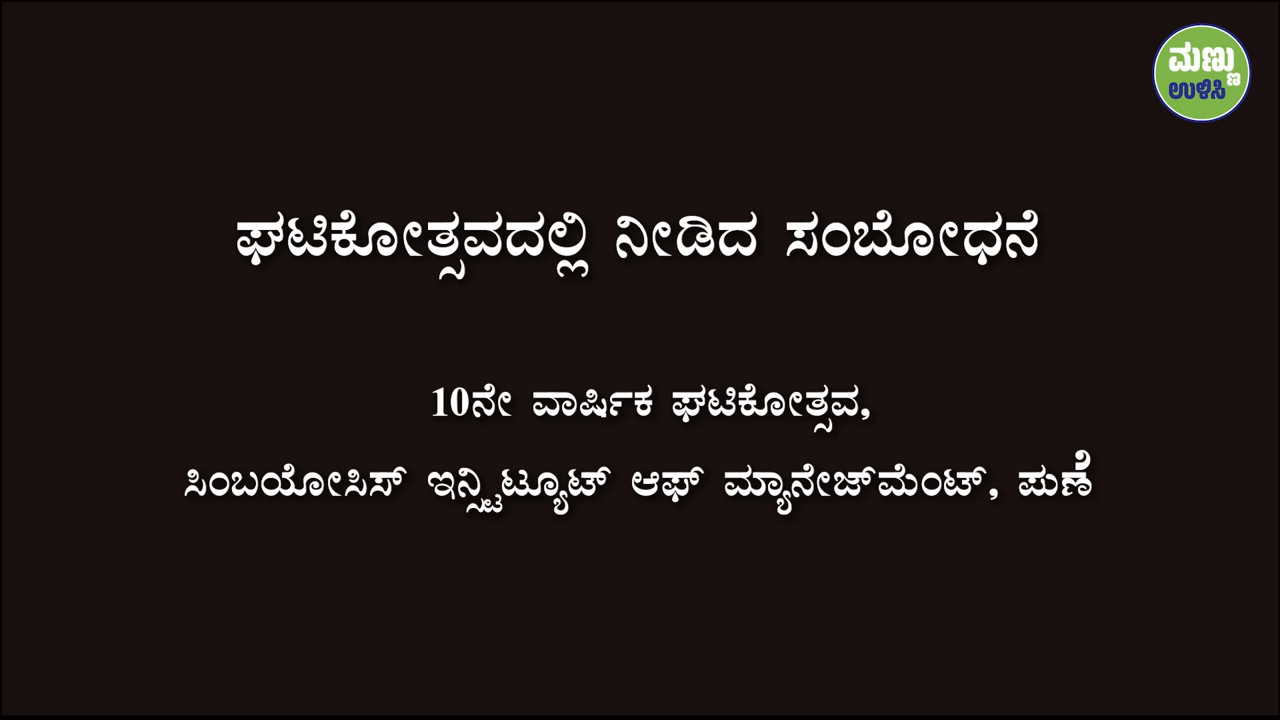 ಮಣ್ಣು
ಉಳಿಸಿ
ಘಟಿಕೋತ್ಸವದಲ್ಲಿ ನೀಡಿದ ಸಂಬೋಧನೆ
10ನೇ ವಾರ್ಷಿಕ ಘಟಿಕೋತ್ಸವ,
ಸಿಂಬಯೋಸಿಸ್ ಇನ್ಸ್ಟಿಟ್ಯೂಟ್ ಆಫ್ ಮ್ಯಾನೇಜ್‌ಮೆಂಟ್, ಪುಣೆ